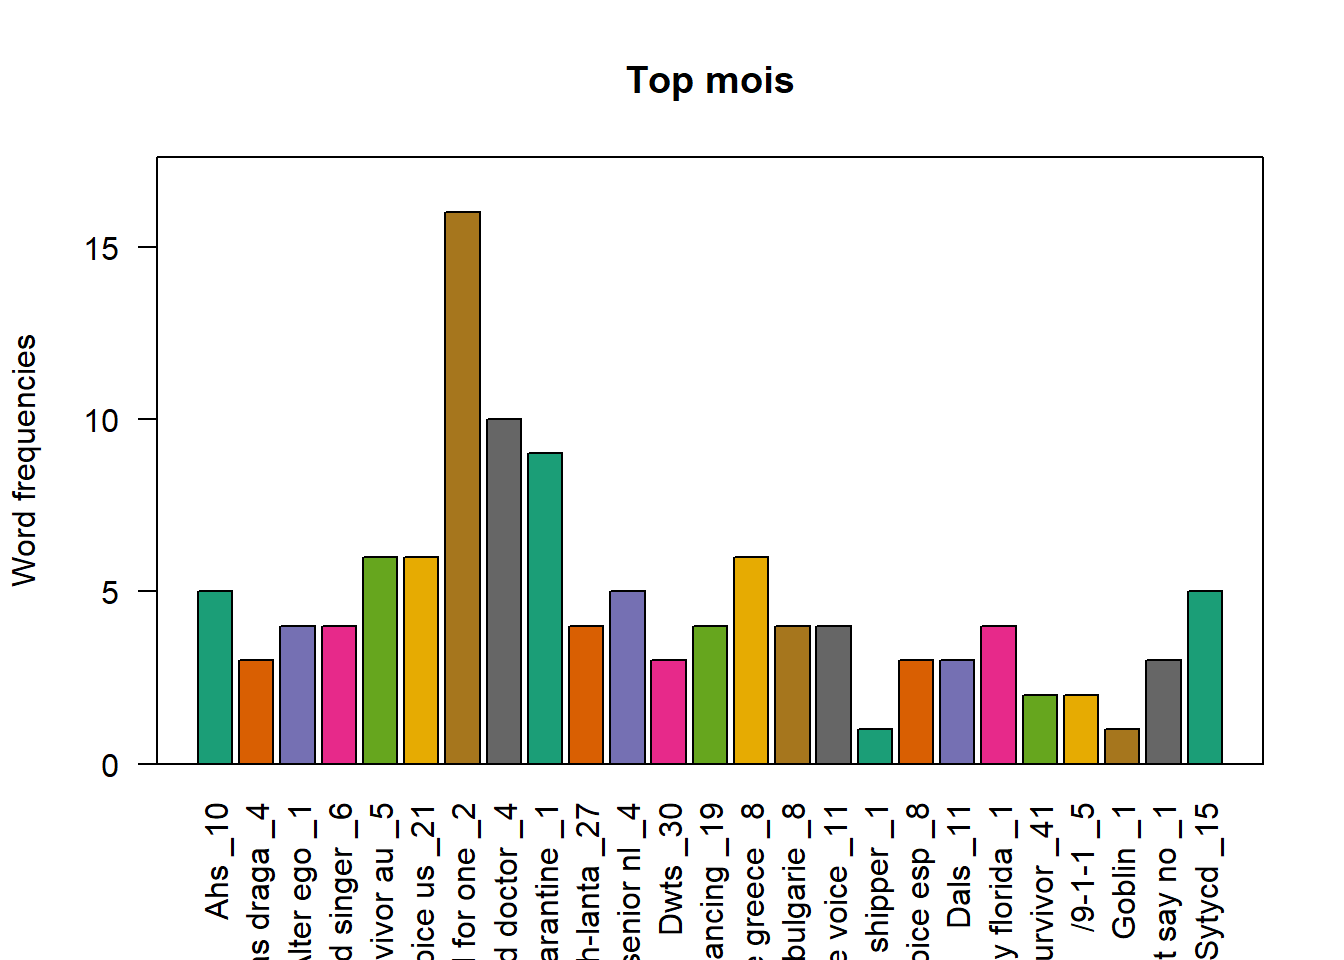 Top mois
Word frequencies
15
10
5
0
Ahs _10
as draga _4
Alter ego _1
d singer _6
vivor au _5
oice us _21
l for one _2
d doctor _4
arantine _1
h-lanta _27
senior nl _4
Dwts _30
ancing _19
e greece _8
bulgarie _8
e voice _11
shipper _1
oice esp _8
Dals _11
y florida _1
urvivor _41
/9-1-1 _5
Goblin _1
t say no _1
Sytycd _15